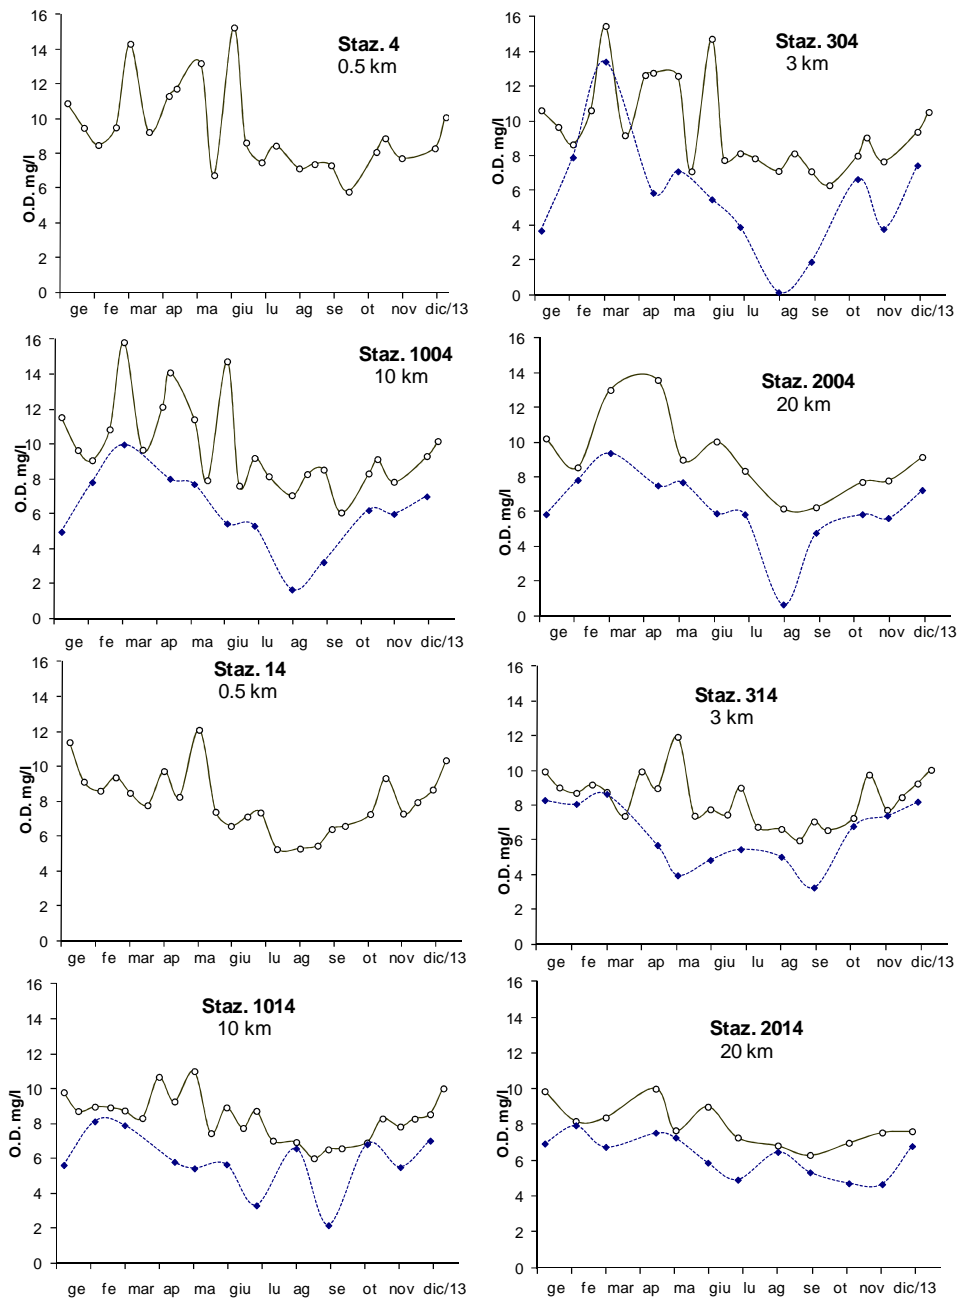 Staz. 4
0.5 km
O.D. mg/l
16
14
12
10
8
6
4
2
0
ge fe mar ap ma giu lu ag se ot nov dic/13
Staz. 304
3 km
O.D. mg/l
16
14
12
10
8
6
4
2
0
ge fe mar ap ma giu lu ag se ot nov dic/13
Staz. 1004
10 km
O.D. mg/l
16
14
12
10
8
6
4
2
0
ge fe mar ap ma giu lu ag se ot nov dic/13
Staz. 2004
20 km
O.D. mg/l
16
14
12
10
8
6
4
2
0
ge fe mar ap ma giu lu ag se ot nov dic/13
Staz. 14
0.5 km
O.D. mg/l
16
14
12
10
8
6
4
2
0
ge fe mar ap ma giu lu ag se ot nov dic/13
Staz. 314
3 km
O.D. mg/l
16
14
12
10
8
6
4
2
0
ge fe mar ap ma giu lu ag se ot nov dic/13
Staz. 1014
10 km
O.D. mg/l
16
14
12
10
8
6
4
2
0
ge fe mar ap ma giu lu ag se ot nov dic/13
Staz. 2014
20 km
O.D. mg/l
16
14
12
10
8
6
4
2
0
ge fe mar ap ma giu lu ag se ot nov dic/13